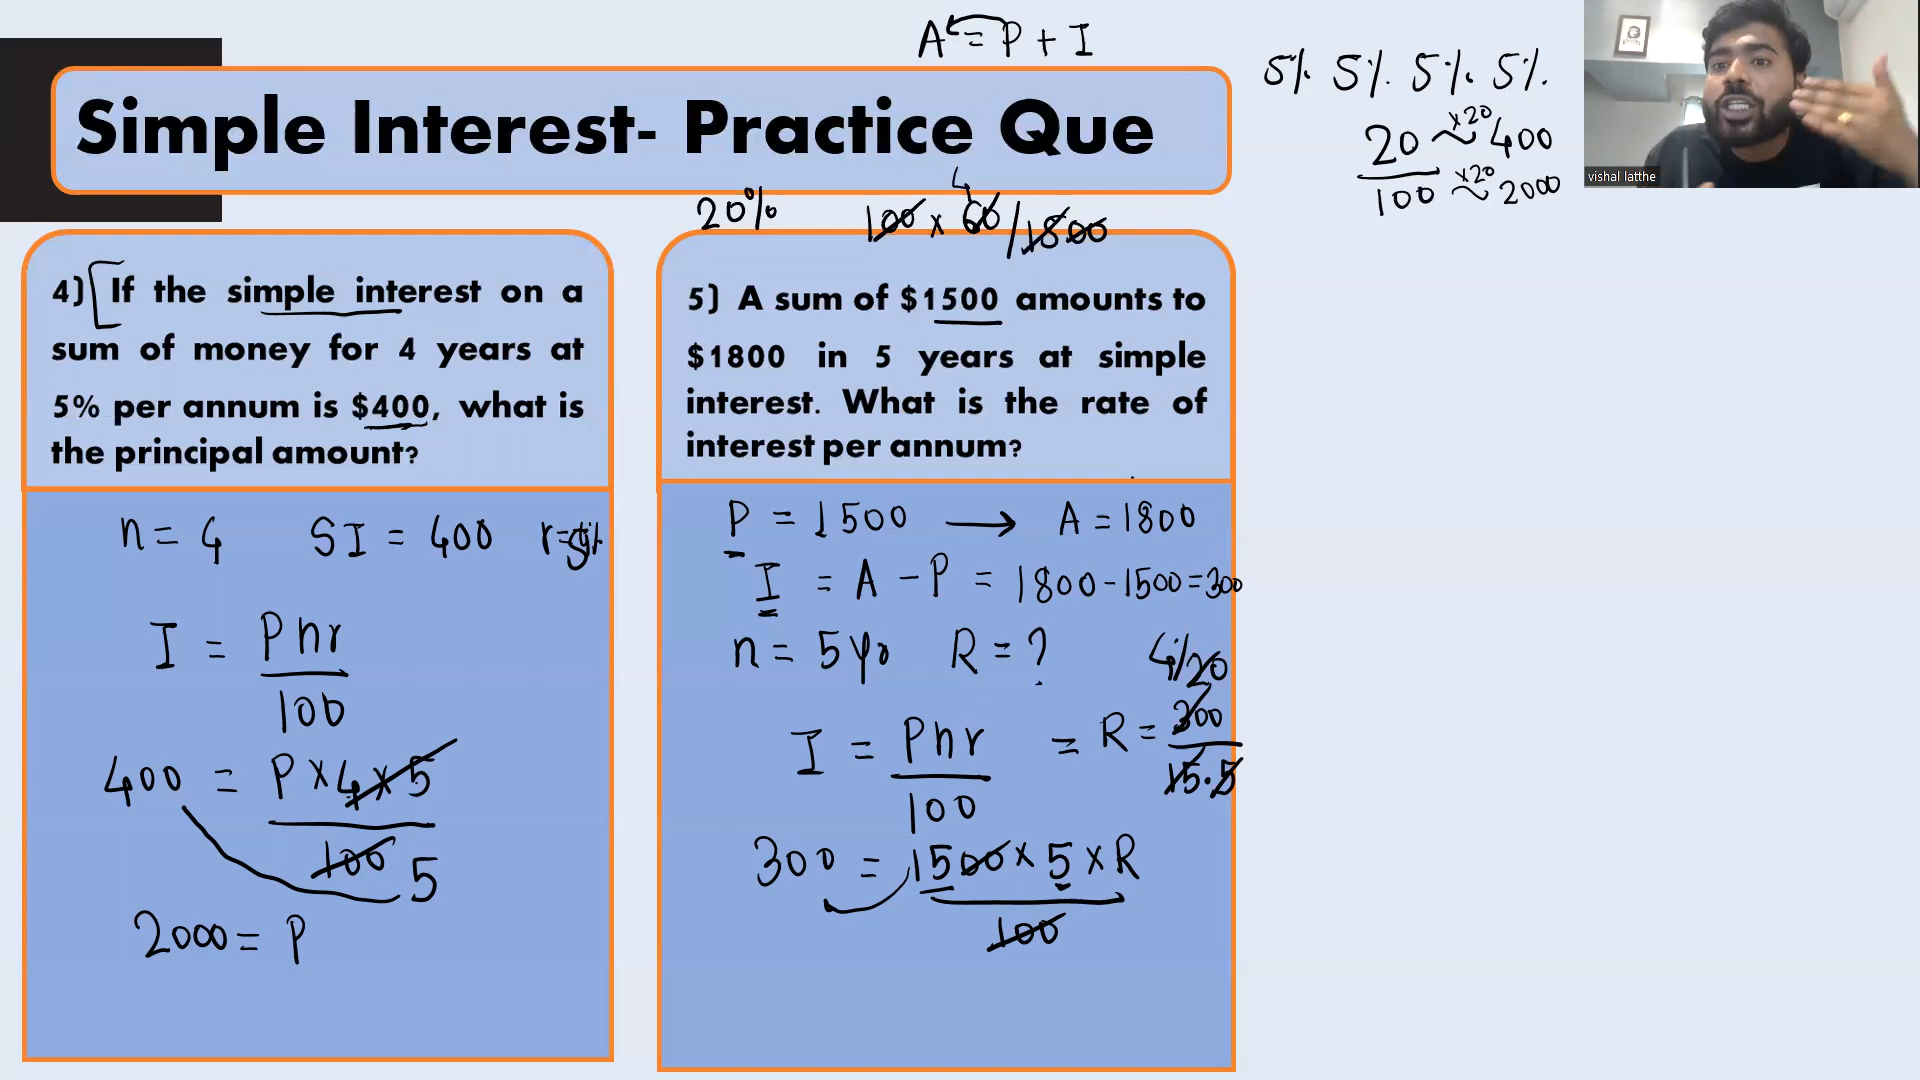 A = P + I
5% 5% 5% 5%
Simple Interest- Practice Que
×20
20 400
×20
100 2000
vishal latthe
20%
4
100 × 60/1800
4) If the simple interest on a
sum of money for 4 years at
5% per annum is $400, what is
the principal amount?
n = 4 SI = 400
I = Pnr
100
400 = P × 4 × 5
100 5
2000 = P
5) A sum of $1500 amounts to
$1800 in 5 years at simple
interest. What is the rate of
interest per annum?
P = 1500 → A = 1800
I = A - P = 1800 - 1500 = 300
n = 5 R = ?
20
I = Pnr = R = 300
100 15.5
300 = 1500 × 5 × R
100